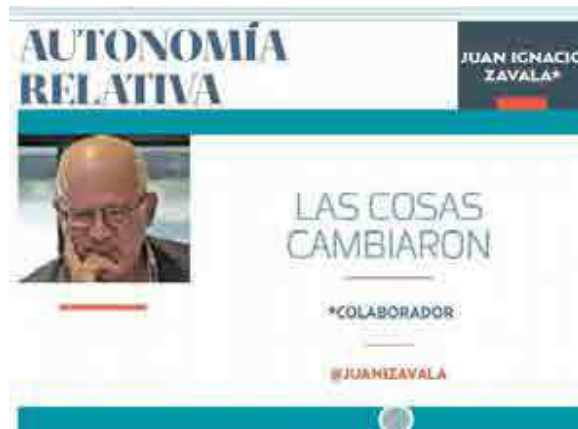 AUTONOMÍA
RELATIVA
JUAN IGNACIO
ZAVALA*
LAS COSAS
CAMBIARON
*COLABORADOR
@JUANIZAVALA